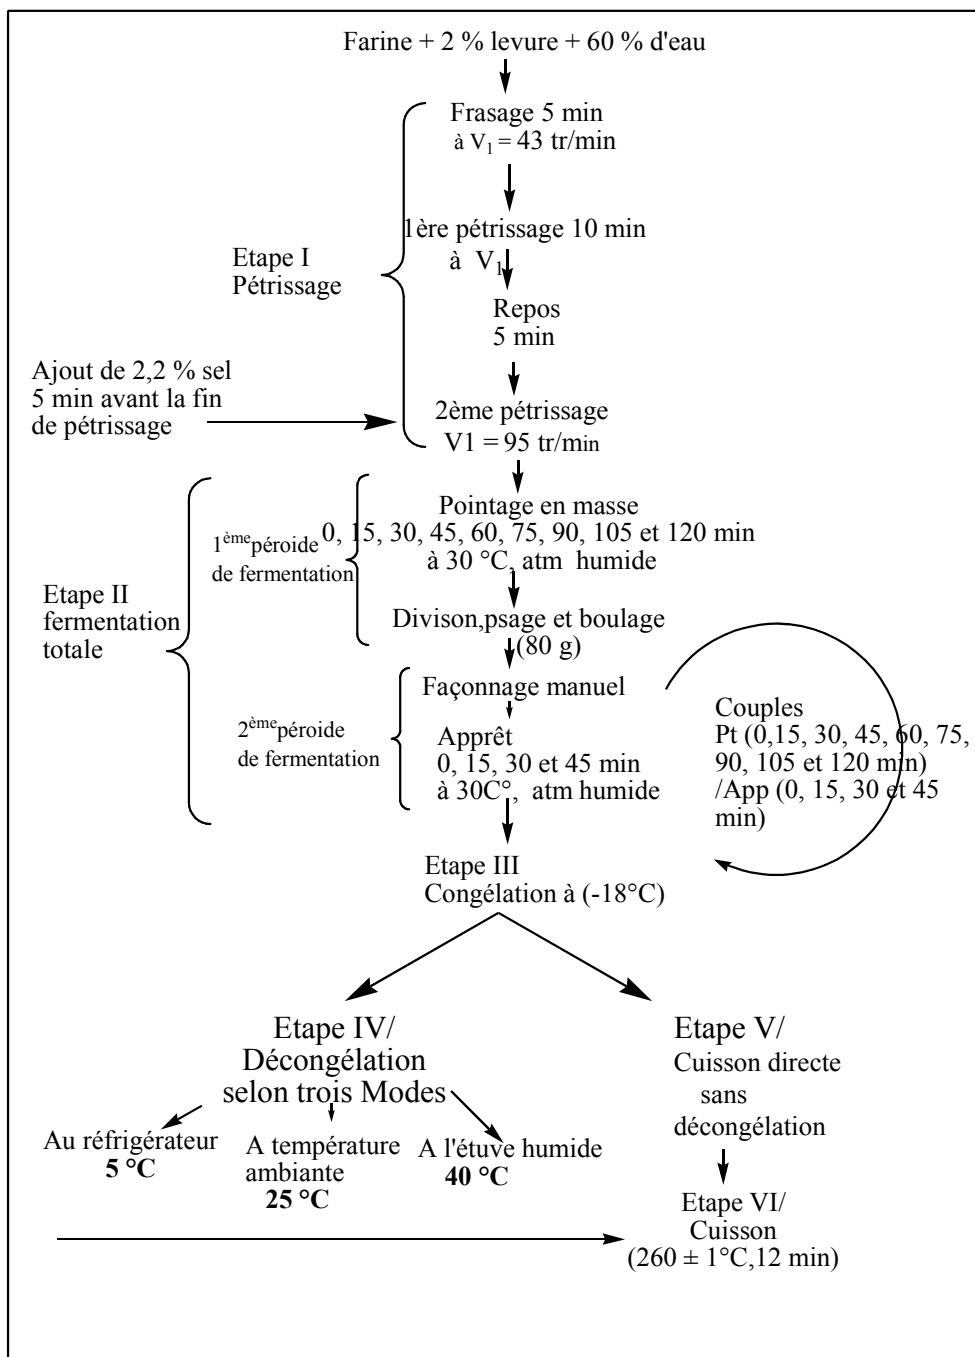 Farine + 2 % levure + 60 % d'eau
Frasage 5 min
à V₁ = 43 tr/min
1ère pétrissage 10 min
à V₁
Etape I
Pétrissage
Repos
5 min
Ajout de 2,2 % sel
5 min avant la fin
de pétrissage
2ème pétrissage
V1 = 95 tr/min
Pointage en masse
0, 15, 30, 45, 60, 75, 90, 105 et 120 min
à 30 °C, atm humide
1ème péroide
de fermentation
Etape II
fermentation
totale
Divison,psage et boulage
(80 g)
Façonnage manuel
2ème péroide
de fermentation
Apprêt
0, 15, 30 et 45 min
à 30C°, atm humide
Couples
Pt (0,15, 30, 45, 60, 75,
90, 105 et 120 min)
/App (0, 15, 30 et 45
min)
Etape III
Congélation à (-18°C)
Etape IV/
Décongélation
selon trois Modes
Au réfrigérateur
5 °C
A température
ambiante
25 °C
A l'étuve humide
40 °C
Etape V/
Cuisson directe
sans
décongélation
Etape VI/
Cuisson
(260 ± 1°C,12 min)